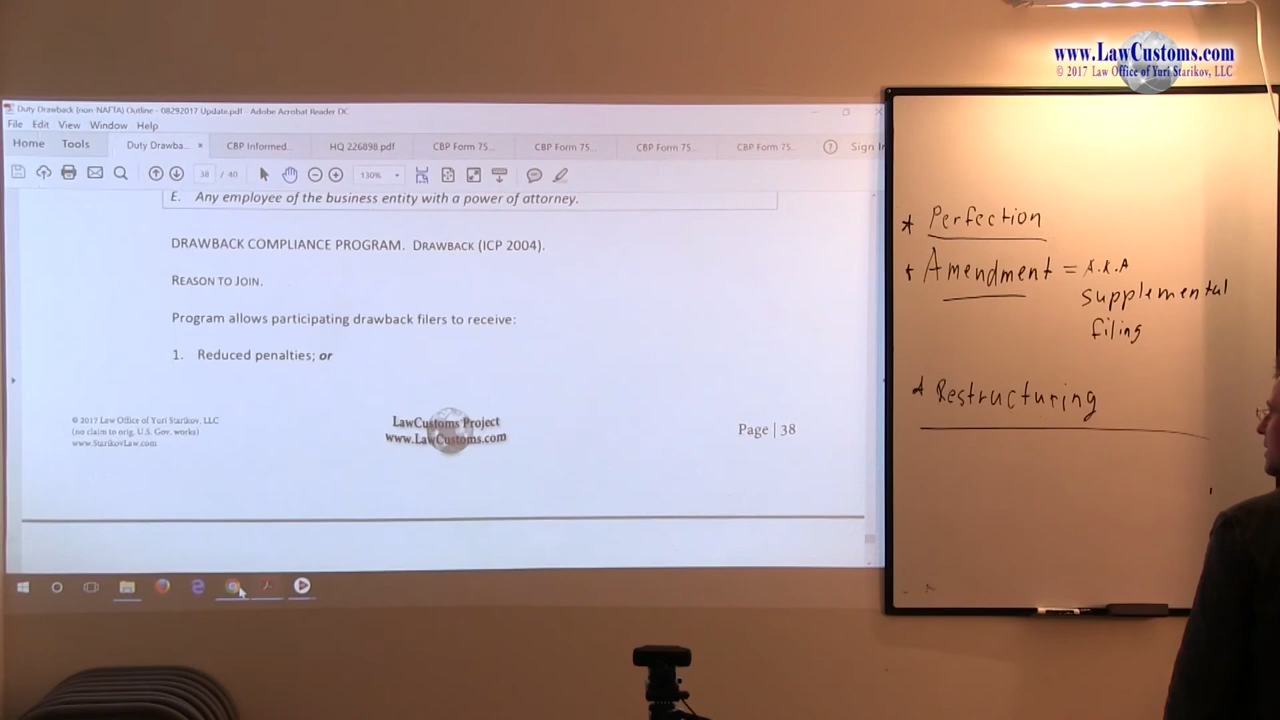 www.LawCustoms.com
© 2017 Law Office of Yuri Starikov, LLC
Duty Drawback (non-NAFTA) Outline - 08292017 Update.pdf - Adobe Acrobat Reader DC
File Edit View Window Help
Home Tools Duty Drawba... × CBP Informed... HQ 226898.pdf CBP Form 75... CBP Form 75... CBP Form 75... CBP Form 75... Sign In
38 / 40 130%
E. Any employee of the business entity with a power of attorney.
DRAWBACK COMPLIANCE PROGRAM. DRAWBACK (ICP 2004).
REASON TO JOIN.
Program allows participating drawback filers to receive:
1. Reduced penalties; or
© 2017 Law Office of Yuri Starikov, LLC
(no claim to orig. U.S. Gov. works)
www.StarikovLaw.com
LawCustoms Project
www.LawCustoms.com
Page | 38
* Perfection
* Amendment = A.K.A
supplemental
filing
* Restructuring